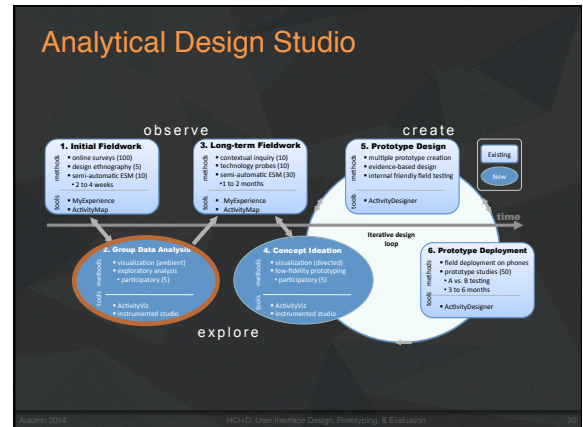 Analytical Design Studio
observe
create
1. Initial Fieldwork
methods
▪ online surveys (100)
▪ design ethnography (5)
▪ semi-automatic ESM (10)
▪ 2 to 4 weeks
tools
▪ MyExperience
▪ ActivityMap
3. Long-term Fieldwork
methods
▪ contextual inquiry (10)
▪ technology probes (10)
▪ semi-automatic ESM (30)
▪ 1 to 2 months
tools
▪ MyExperience
▪ ActivityMap
5. Prototype Design
methods
▪ multiple prototype creation
▪ evidence-based design
▪ internal friendly field testing
tools
▪ ActivityDesigner
Existing
New
time
2. Group Data Analysis
methods
▪ visualization (ambient)
▪ exploratory analysis
▪ participatory (5)
tools
▪ ActivityViz
▪ instrumented studio
4. Concept Ideation
methods
▪ visualization (directed)
▪ low-fidelity prototyping
▪ participatory (5)
tools
▪ ActivityViz
▪ instrumented studio
Iterative design
loop
6. Prototype Deployment
methods
▪ field deployment on phones
▪ prototype studies (50)
▪ A vs. B testing
▪ 3 to 6 months
tools
▪ ActivityDesigner
explore
Autumn 2014
HCI+D: User Interface Design, Prototyping, & Evaluation
20